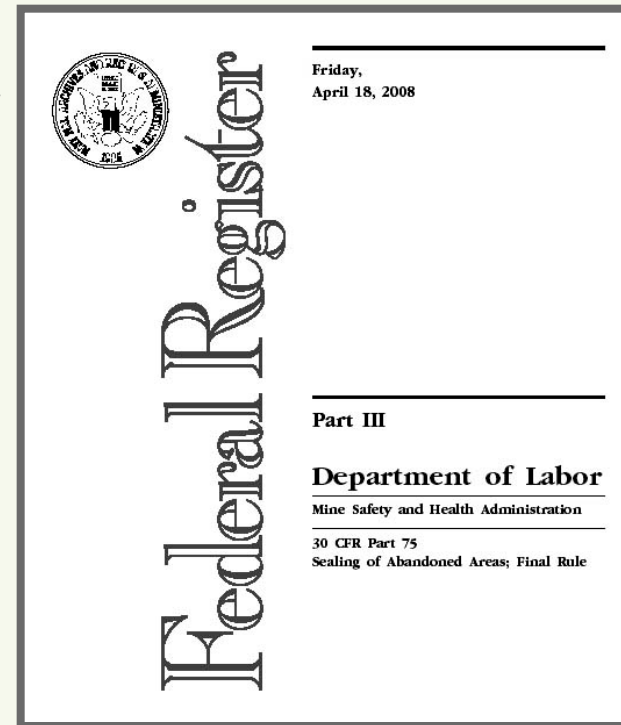 Federal Register
Friday,
April 18, 2008
Part III
Department of Labor
Mine Safety and Health Administration
30 CFR Part 75
Sealing of Abandoned Areas; Final Rule
1985